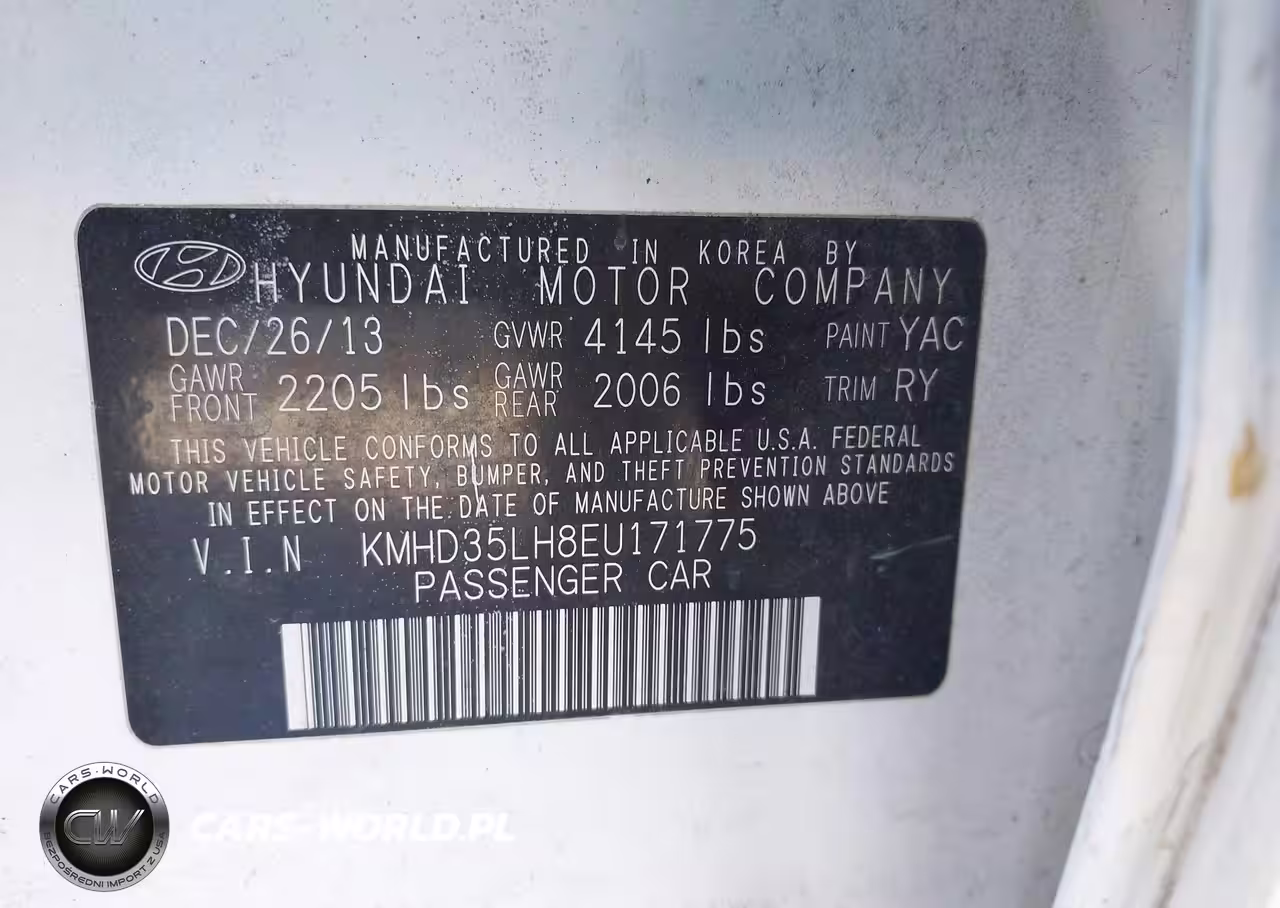 MANUFACTURED IN KOREA BY
HYUNDAI MOTOR COMPANY
DEC/26/13 GVWR 4145 lbs PAINT YAC
GAWR FRONT 2205 lbs GAWR REAR 2006 lbs TRIM RY
THIS VEHICLE CONFORMS TO ALL APPLICABLE U.S.A. FEDERAL
MOTOR VEHICLE SAFETY, BUMPER, AND THEFT PREVENTION STANDARDS
IN EFFECT ON THE DATE OF MANUFACTURE SHOWN ABOVE
V.I.N KMHD35LH8EU171775
PASSENGER CAR
CARS-WORLD
CW
BEZPOŚREDNI IMPORT Z USA
CARS-WORLD.PL